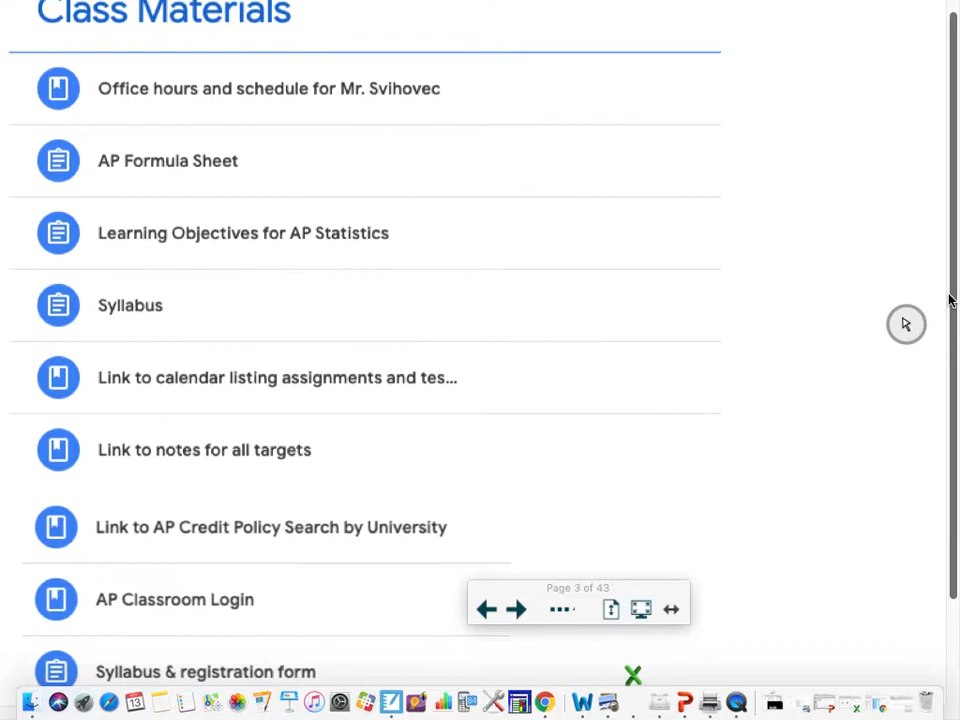 Class Materials
Office hours and schedule for Mr. Svihovec
AP Formula Sheet
Learning Objectives for AP Statistics
Syllabus
Link to calendar listing assignments and tes...
Link to notes for all targets
Link to AP Credit Policy Search by University
AP Classroom Login
Page 3 of 43
Syllabus & registration form